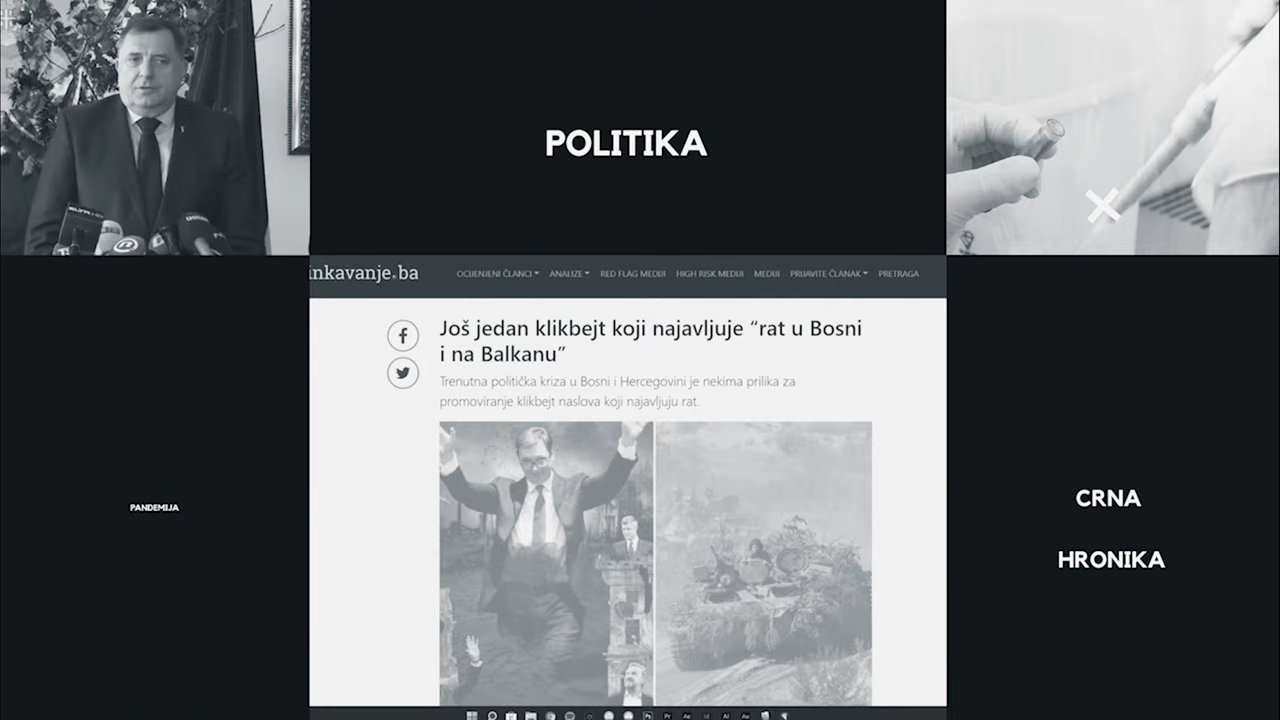 POLITIKA
inkavanje.ba
OCIJENJENI ČLANCI ANALIZE RED FLAG MEDIJI HIGH RISK MEDIJI MEDIJI PRIJAVITE ČLANAK PRETRAGA
Još jedan klikbejt koji najavljuje “rat u Bosni
i na Balkanu”
Trenutna politička kriza u Bosni i Hercegovini je nekima prilika za
promoviranje klikbejt naslova koji najavljuju rat.
PANDEMIJA
CRNA
HRONIKA